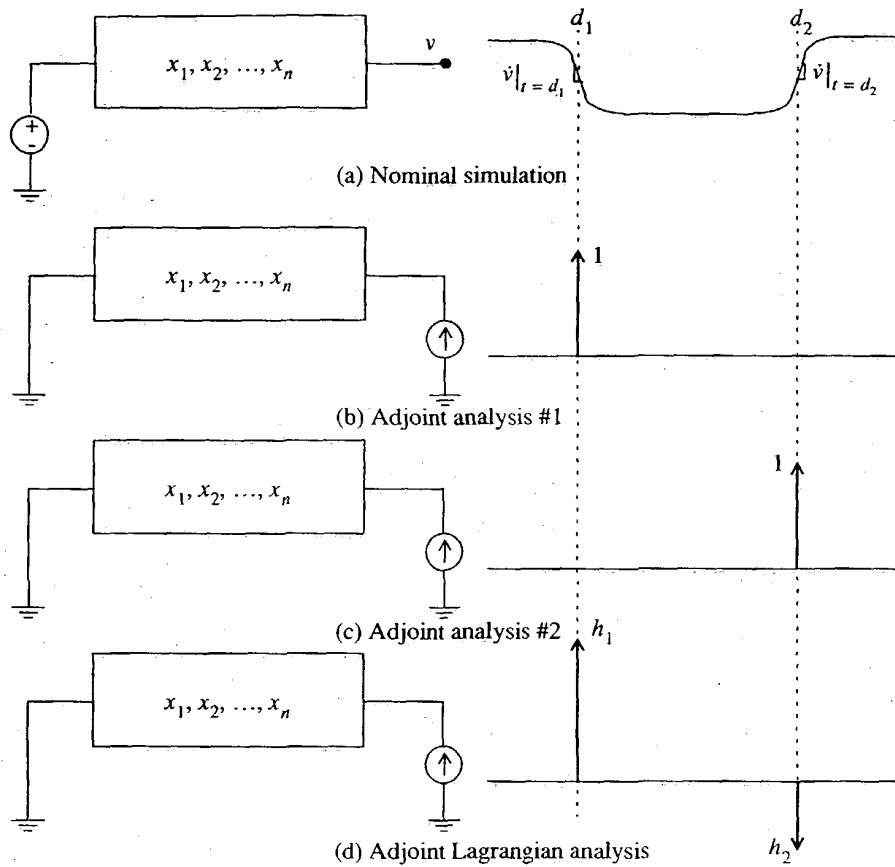 d₁ d₂
x₁, x₂, ..., xₙ
v
+
-
v̇|ₜ ₌ d₁
v̇|ₜ ₌ d₂
(a) Nominal simulation
x₁, x₂, ..., xₙ
1
(b) Adjoint analysis #1
x₁, x₂, ..., xₙ
1
(c) Adjoint analysis #2
h₁
x₁, x₂, ..., xₙ
(d) Adjoint Lagrangian analysis
h₂